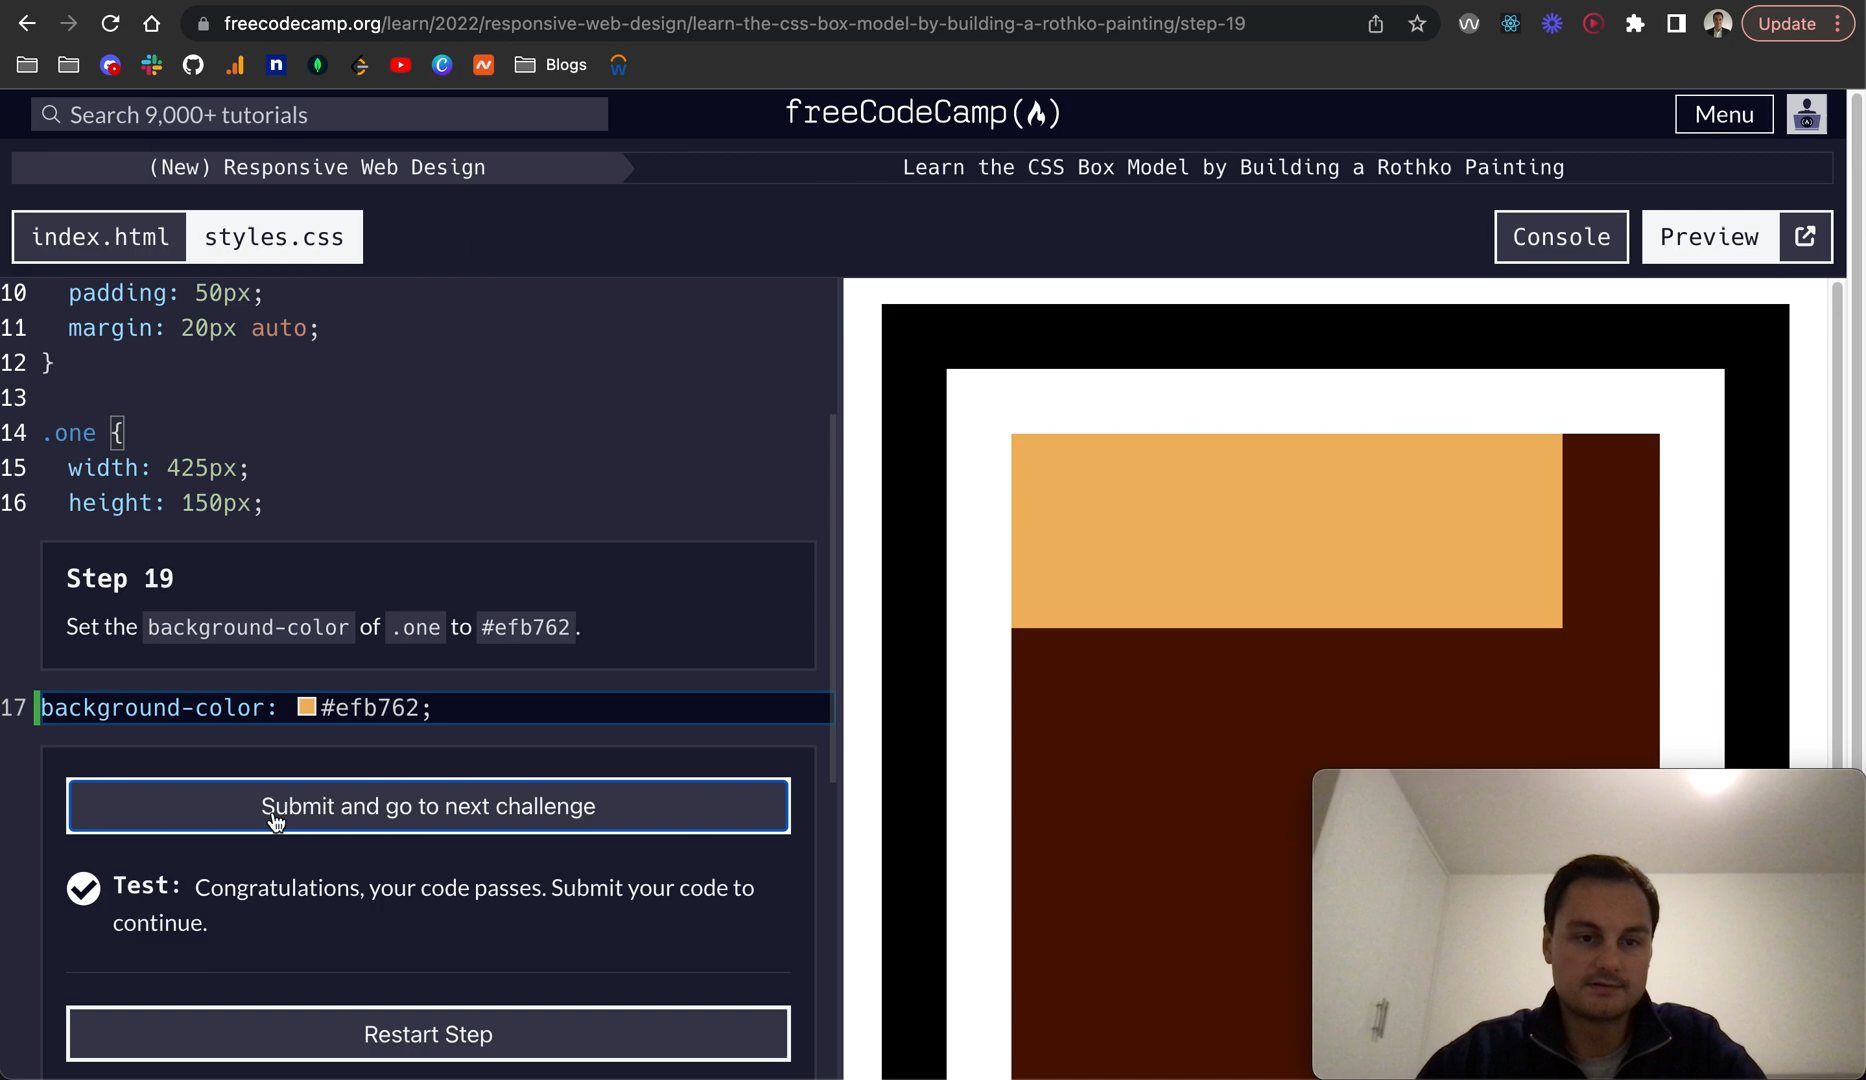 freecodecamp.org/learn/2022/responsive-web-design/learn-the-css-box-model-by-building-a-rothko-painting/step-19
Update
Blogs
Search 9,000+ tutorials
freeCodeCamp(🔥)
Menu
(New) Responsive Web Design
Learn the CSS Box Model by Building a Rothko Painting
index.html
styles.css
Console
Preview
10 padding: 50px;
11 margin: 20px auto;
12 }
13
14 .one {
15 width: 425px;
16 height: 150px;
Step 19
Set the background-color of .one to #efb762.
17 background-color: #efb762;
Submit and go to next challenge
Test: Congratulations, your code passes. Submit your code to
continue.
Restart Step